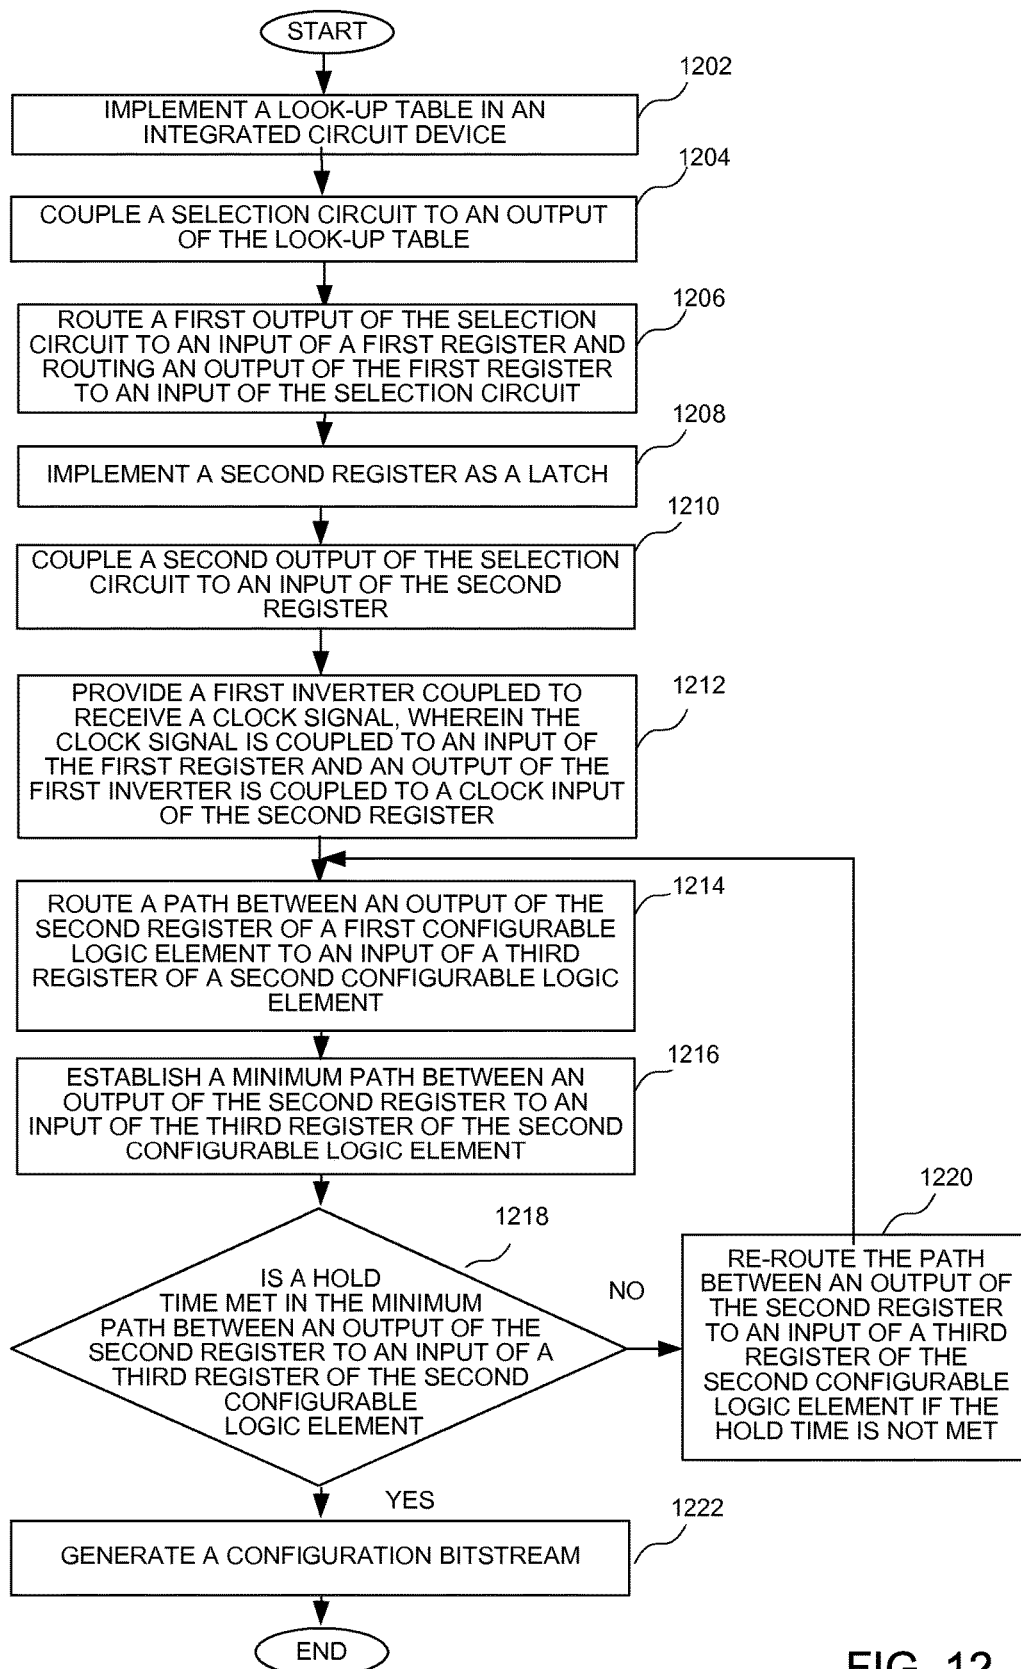 START
1202
IMPLEMENT A LOOK-UP TABLE IN AN
INTEGRATED CIRCUIT DEVICE
1204
COUPLE A SELECTION CIRCUIT TO AN OUTPUT
OF THE LOOK-UP TABLE
1206
ROUTE A FIRST OUTPUT OF THE SELECTION
CIRCUIT TO AN INPUT OF A FIRST REGISTER AND
ROUTING AN OUTPUT OF THE FIRST REGISTER
TO AN INPUT OF THE SELECTION CIRCUIT
1208
IMPLEMENT A SECOND REGISTER AS A LATCH
1210
COUPLE A SECOND OUTPUT OF THE SELECTION
CIRCUIT TO AN INPUT OF THE SECOND
REGISTER
1212
PROVIDE A FIRST INVERTER COUPLED TO
RECEIVE A CLOCK SIGNAL, WHEREIN THE
CLOCK SIGNAL IS COUPLED TO AN INPUT OF
THE FIRST REGISTER AND AN OUTPUT OF THE
FIRST INVERTER IS COUPLED TO A CLOCK INPUT
OF THE SECOND REGISTER
1214
ROUTE A PATH BETWEEN AN OUTPUT OF THE
SECOND REGISTER OF A FIRST CONFIGURABLE
LOGIC ELEMENT TO AN INPUT OF A THIRD
REGISTER OF A SECOND CONFIGURABLE LOGIC
ELEMENT
1216
ESTABLISH A MINIMUM PATH BETWEEN AN
OUTPUT OF THE SECOND REGISTER TO AN
INPUT OF THE THIRD REGISTER OF THE SECOND
CONFIGURABLE LOGIC ELEMENT
1218
IS A HOLD
TIME MET IN THE MINIMUM
PATH BETWEEN AN OUTPUT OF THE
SECOND REGISTER TO AN INPUT OF A
THIRD REGISTER OF THE SECOND
CONFIGURABLE
LOGIC ELEMENT
NO
1220
RE-ROUTE THE PATH
BETWEEN AN OUTPUT OF
THE SECOND REGISTER
TO AN INPUT OF A THIRD
REGISTER OF THE
SECOND CONFIGURABLE
LOGIC ELEMENT IF THE
HOLD TIME IS NOT MET
YES
1222
GENERATE A CONFIGURATION BITSTREAM
END
FIG. 12